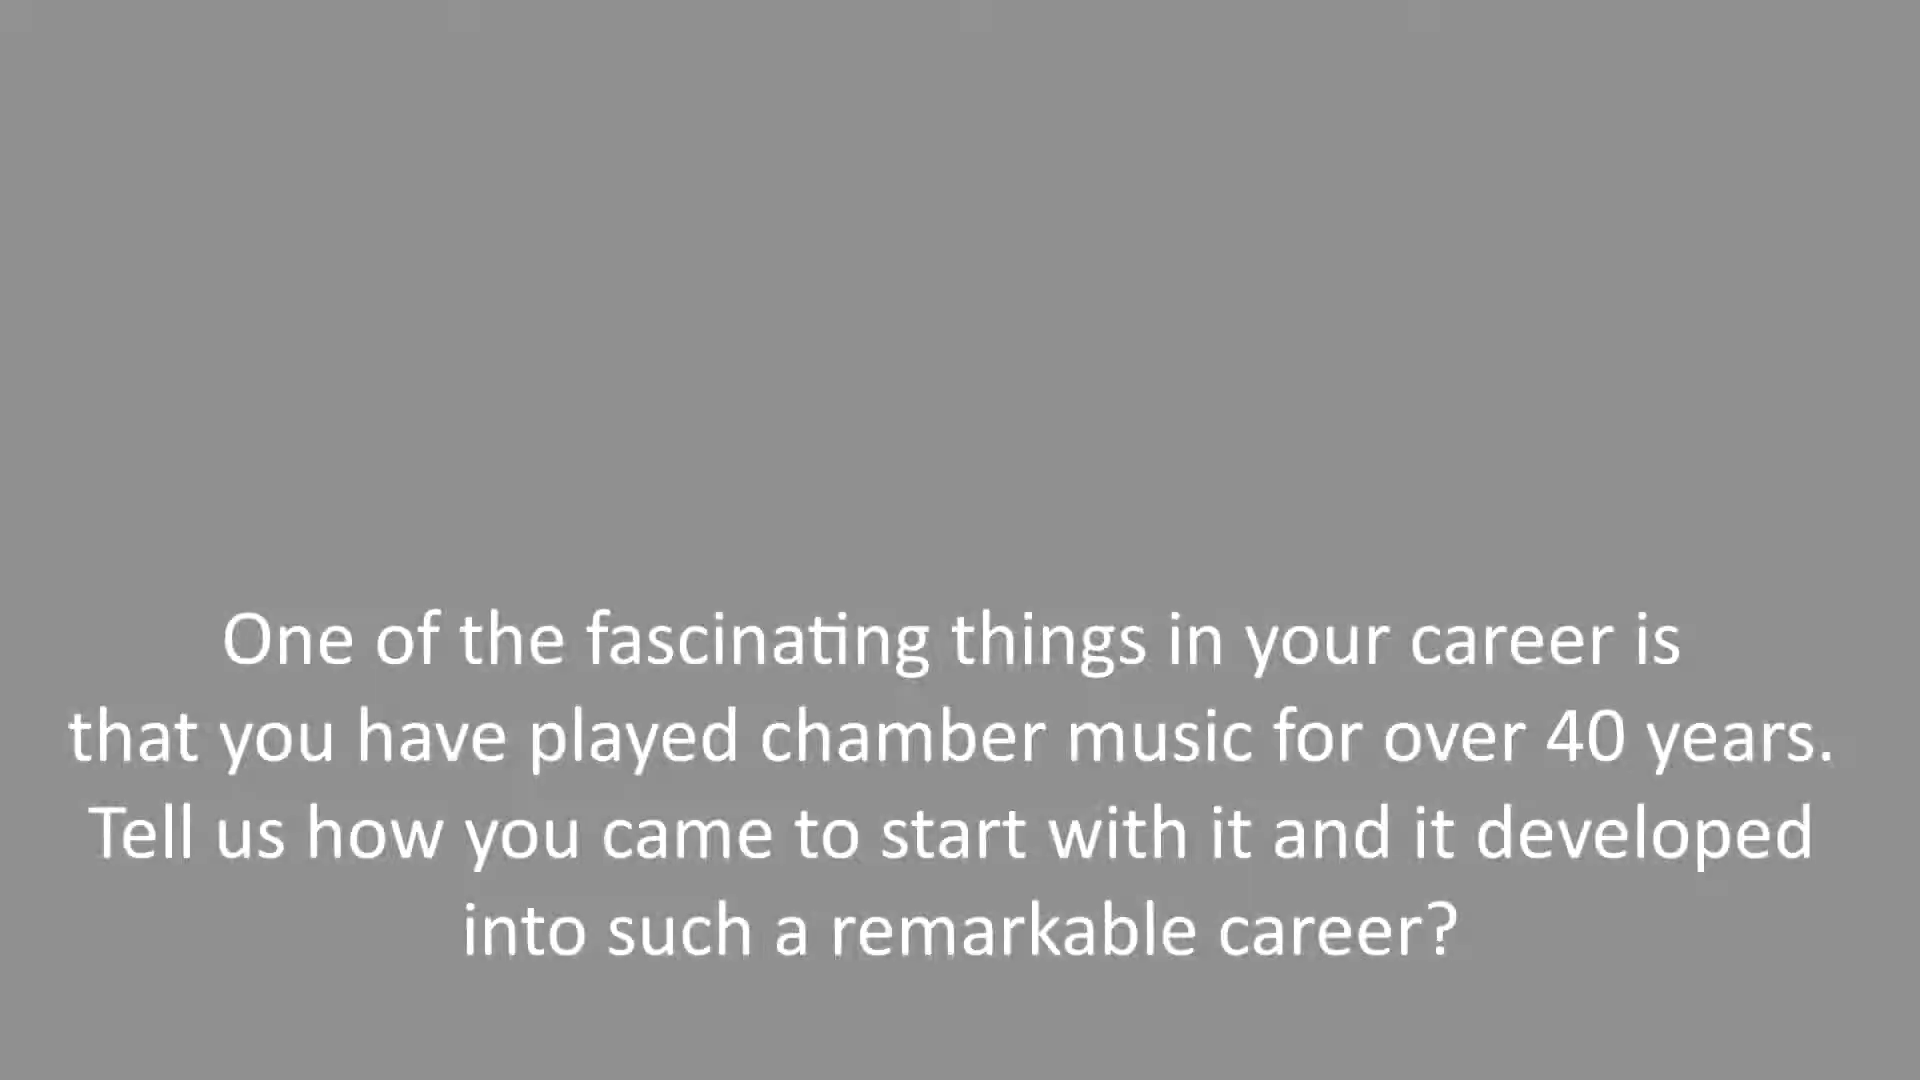 One of the fascinating things in your career is
that you have played chamber music for over 40 years.
Tell us how you came to start with it and it developed
into such a remarkable career?